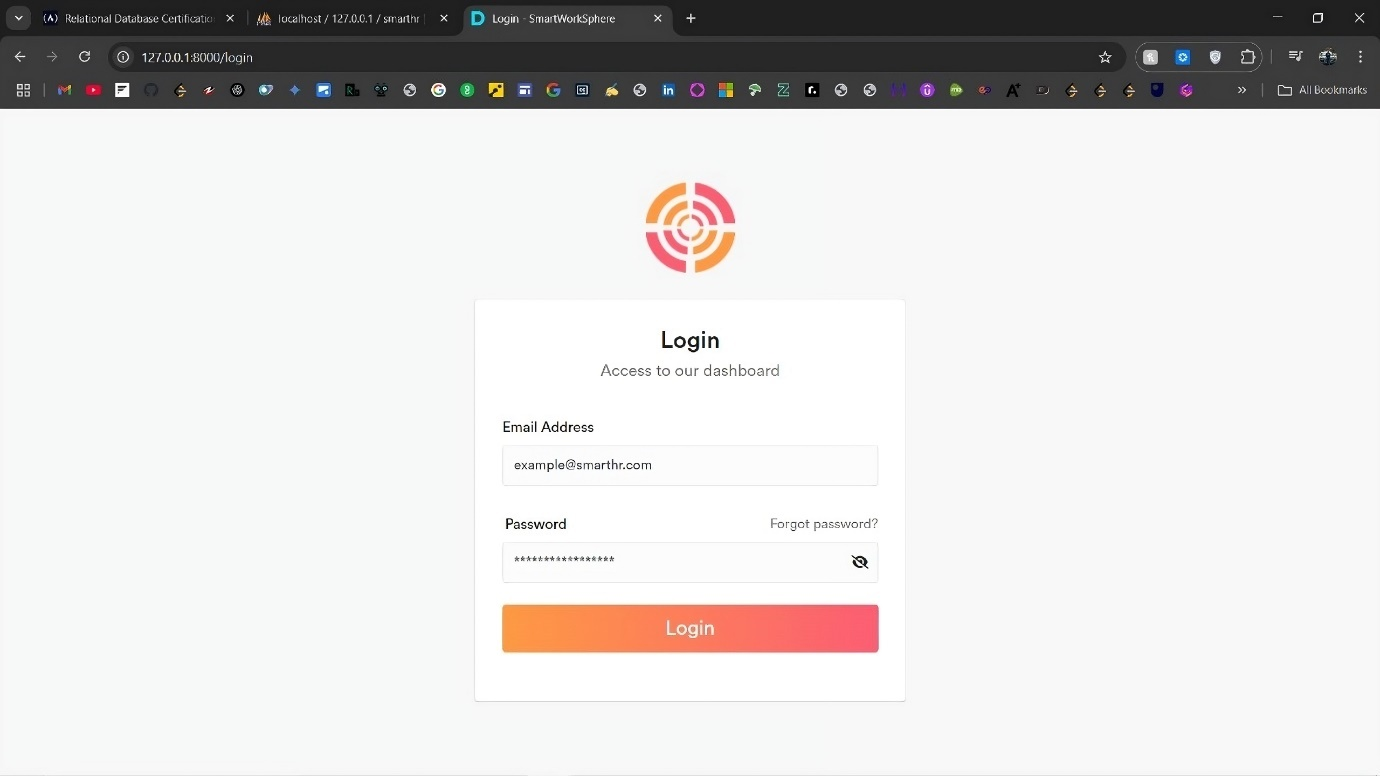 Relational Database Certificatio
localhost / 127.0.0.1 / smarthr
Login - SmartWorkSphere
127.0.0.1:8000/login
All Bookmarks
Login
Access to our dashboard
Email Address
example@smarthr.com
Password
Forgot password?
*****************
Login